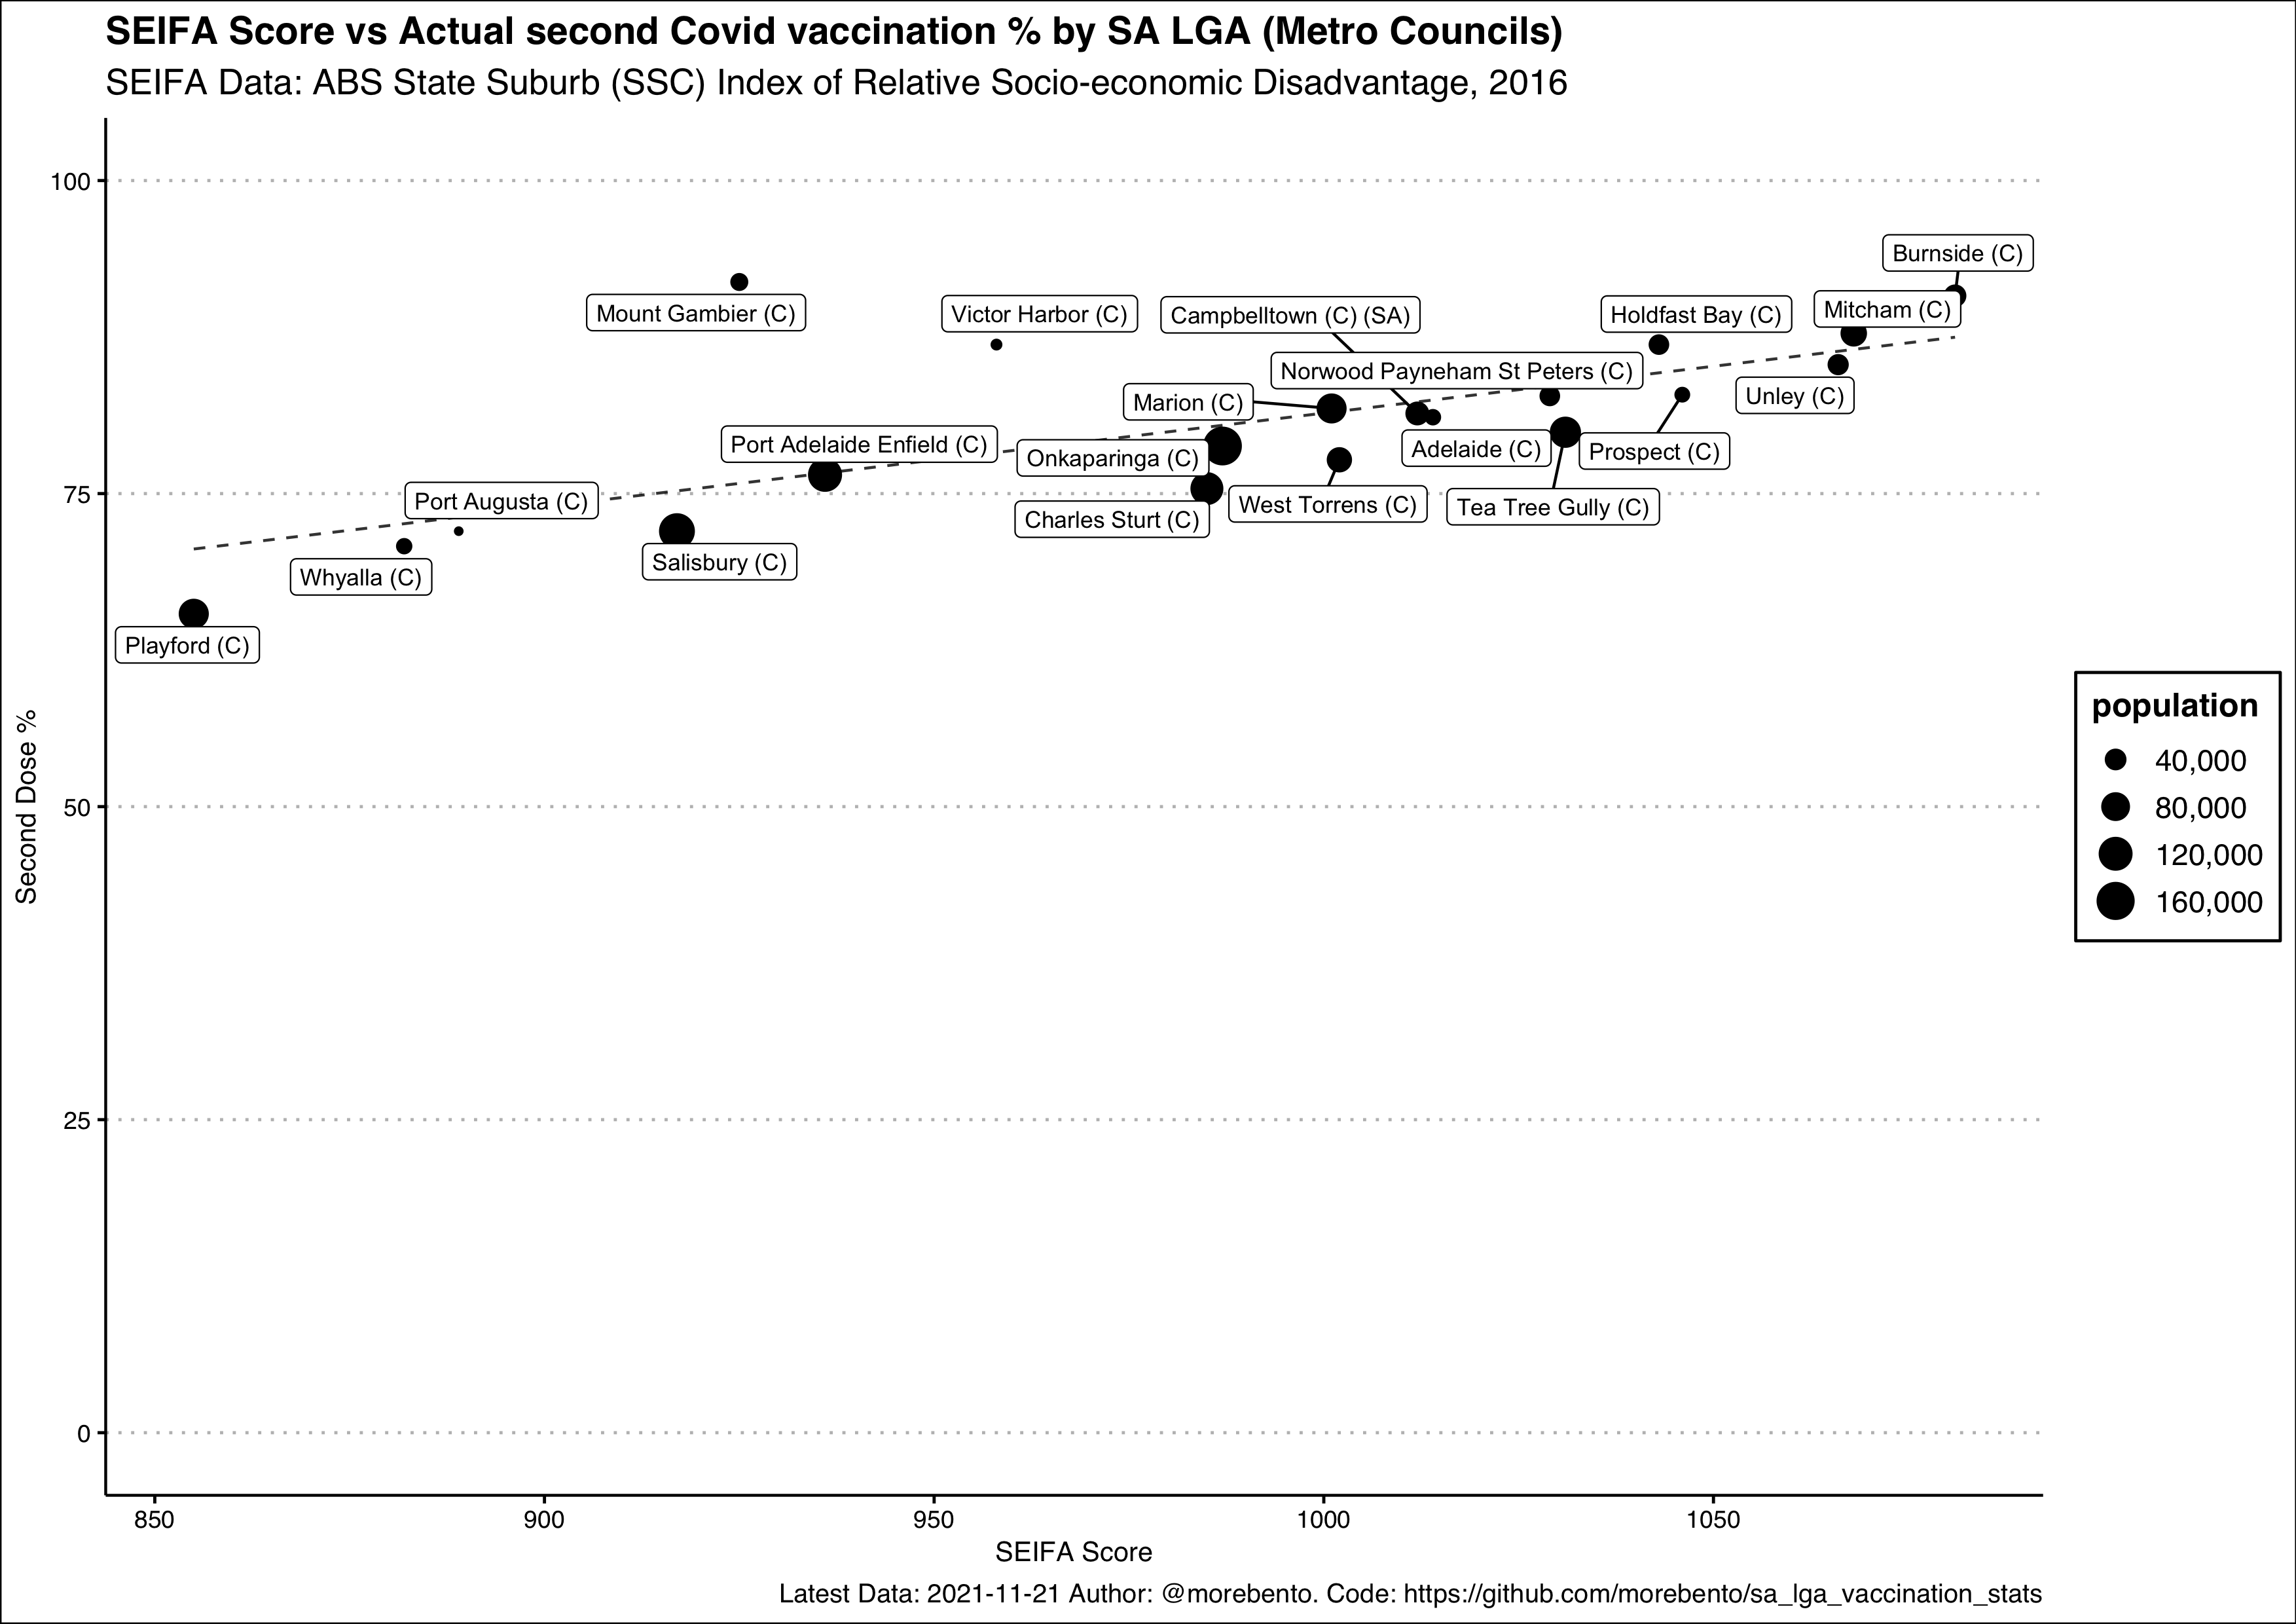 SEIFA Score vs Actual second Covid vaccination % by SA LGA (Metro Councils)
SEIFA Data: ABS State Suburb (SSC) Index of Relative Socio-economic Disadvantage, 2016
100
75
50
25
0
Second Dose %
Burnside (C)
Mount Gambier (C)
Victor Harbor (C)
Campbelltown (C) (SA)
Holdfast Bay (C)
Mitcham (C)
Norwood Payneham St Peters (C)
Marion (C)
Unley (C)
Port Adelaide Enfield (C)
Onkaparinga (C)
Adelaide (C)
Prospect (C)
Port Augusta (C)
Charles Sturt (C)
West Torrens (C)
Tea Tree Gully (C)
Whyalla (C)
Salisbury (C)
Playford (C)
population
40,000
80,000
120,000
160,000
850
900
950
1000
1050
SEIFA Score
Latest Data: 2021-11-21 Author: @morebento. Code: https://github.com/morebento/sa_lga_vaccination_stats